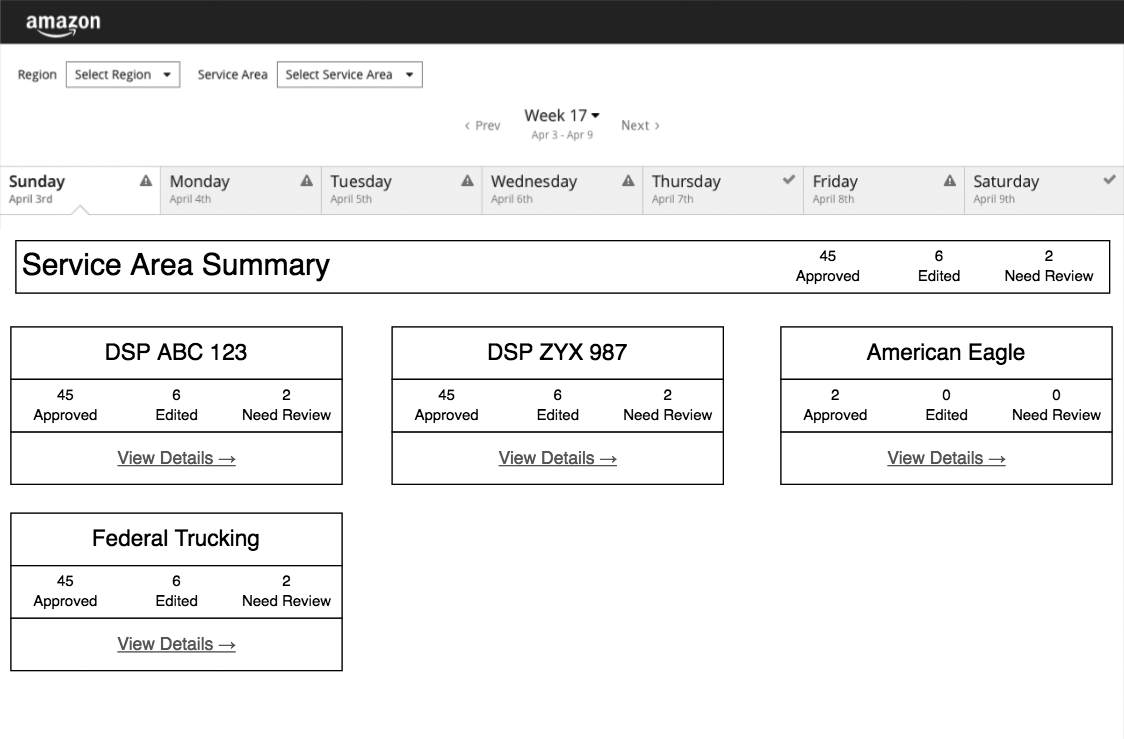 amazon
Region Select Region Service Area Select Service Area
‹ Prev Week 17 Next ›
Apr 3 - Apr 9
Sunday Monday Tuesday Wednesday Thursday Friday Saturday
April 3rd April 4th April 5th April 6th April 7th April 8th April 9th
Service Area Summary
45 6 2
Approved Edited Need Review
DSP ABC 123
45 6 2
Approved Edited Need Review
View Details →
DSP ZYX 987
45 6 2
Approved Edited Need Review
View Details →
American Eagle
2 0 0
Approved Edited Need Review
View Details →
Federal Trucking
45 6 2
Approved Edited Need Review
View Details →